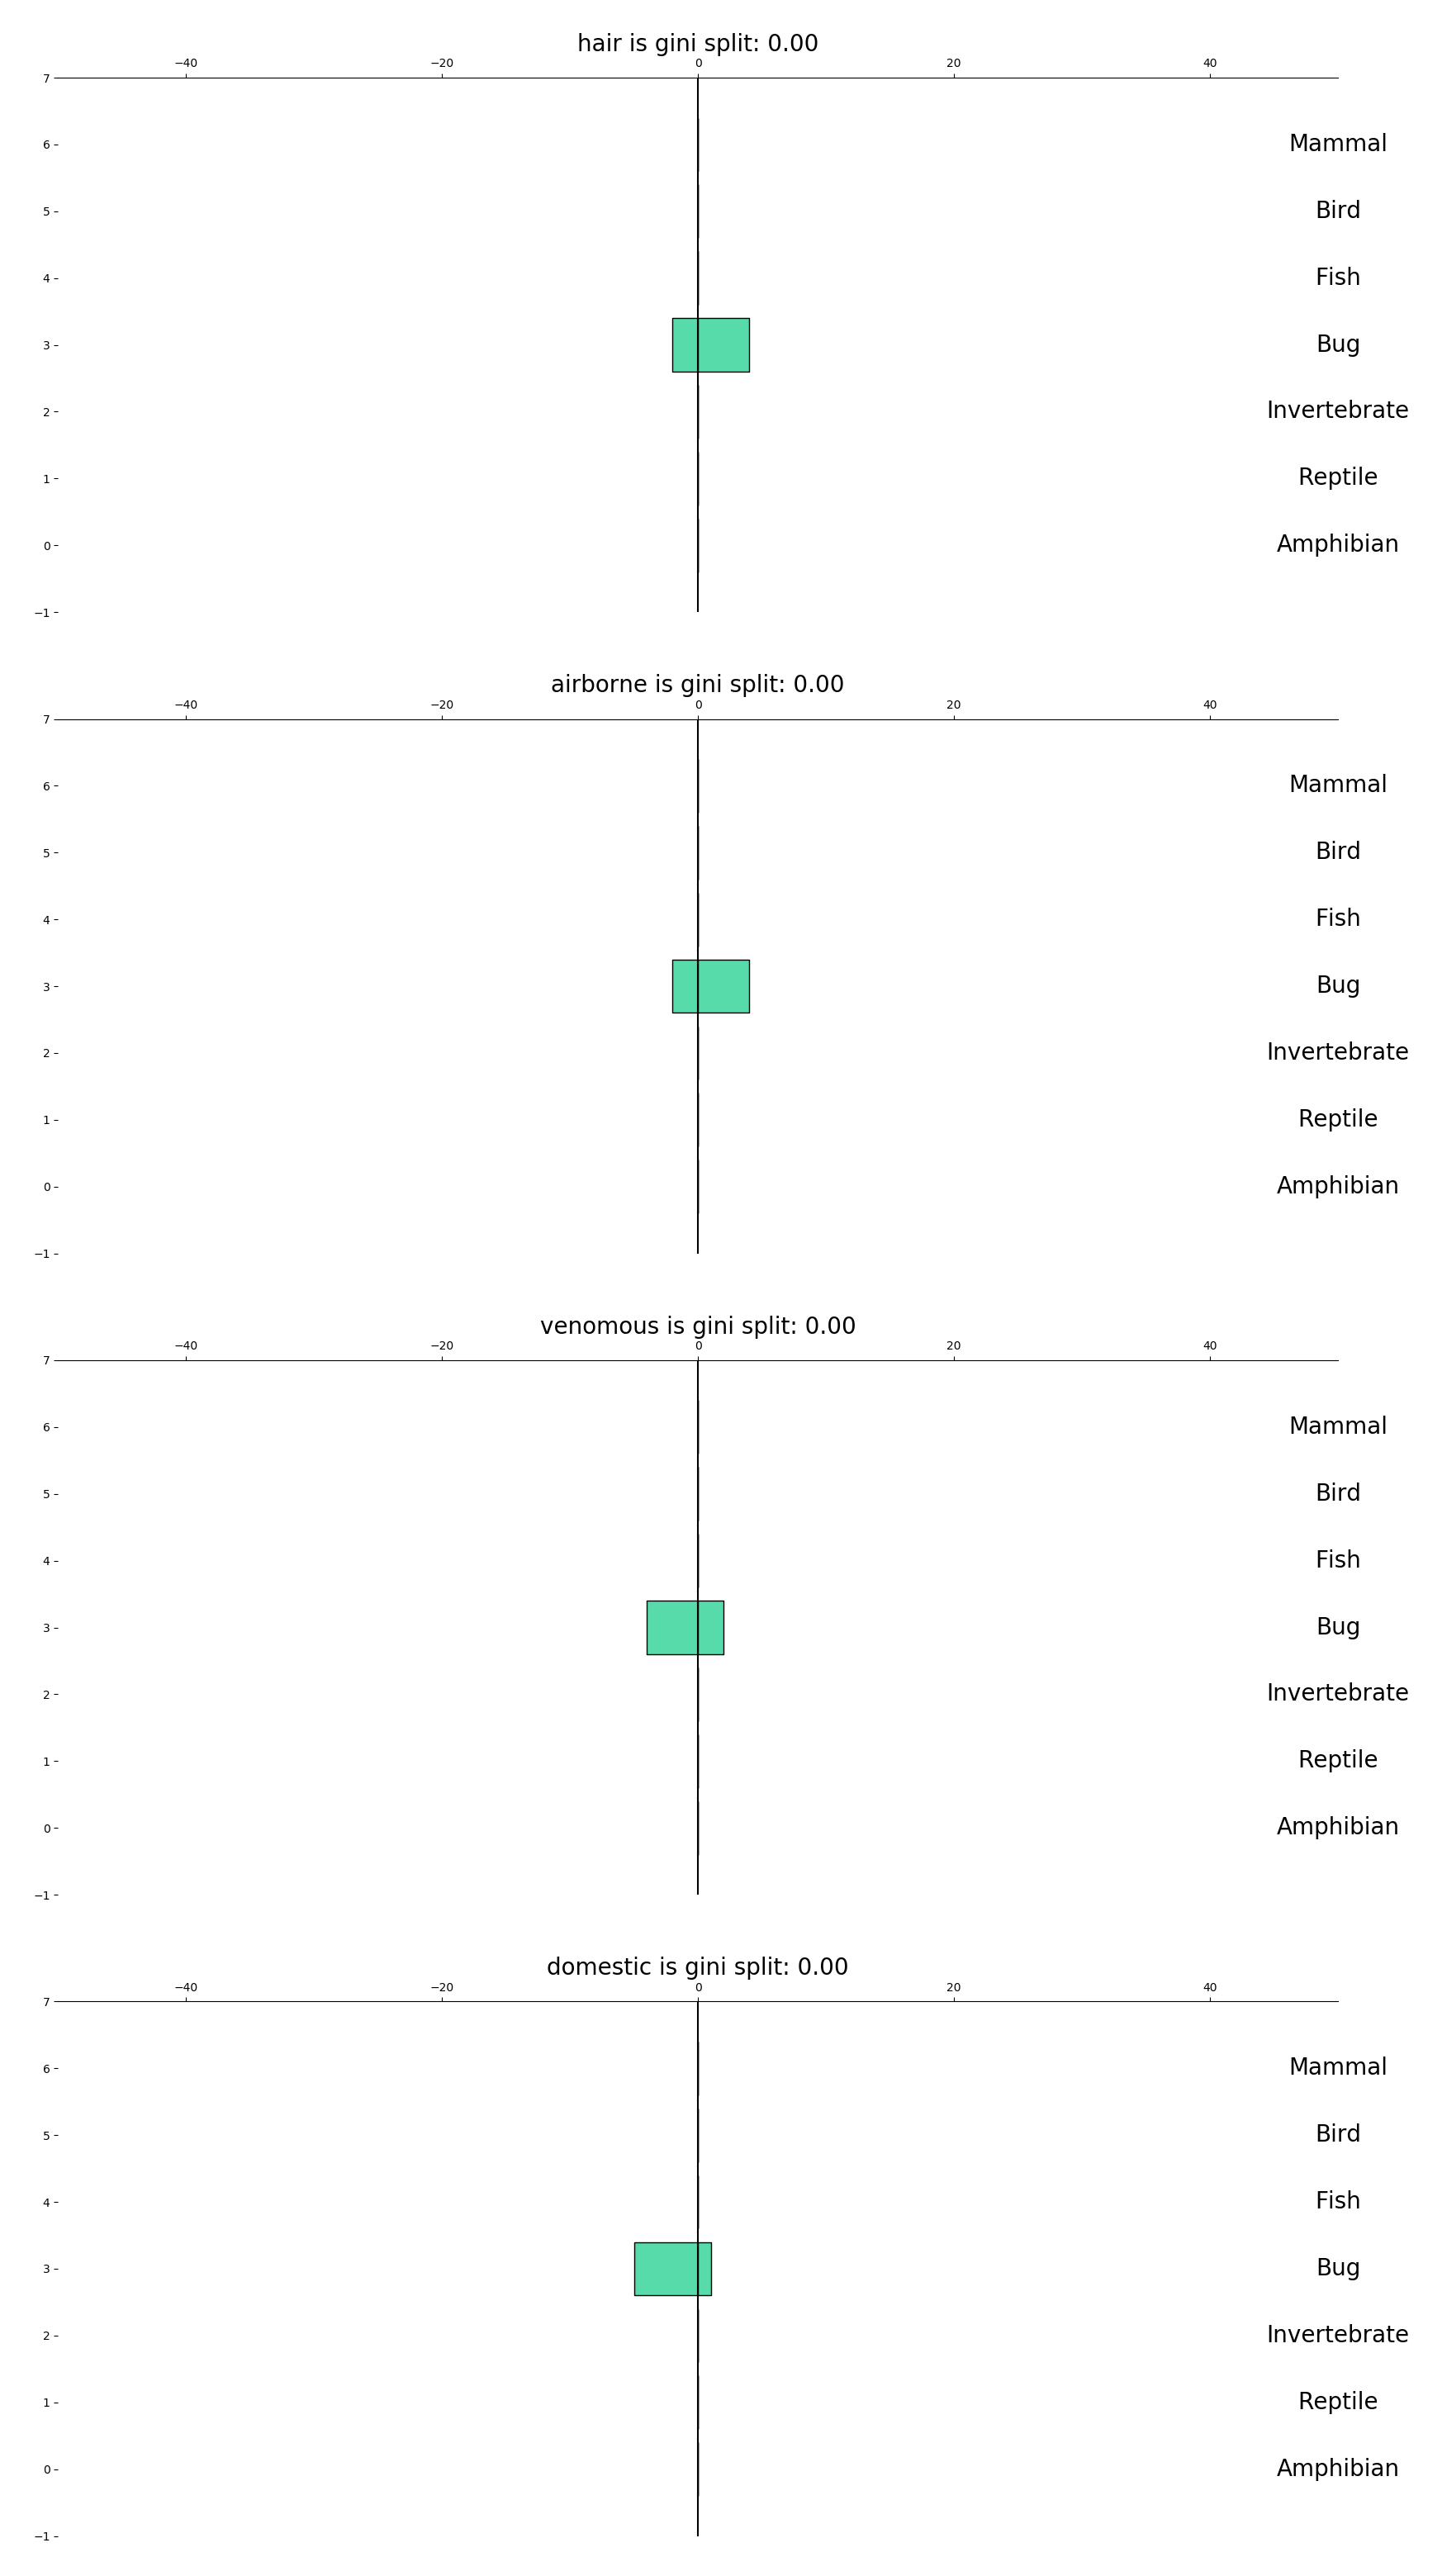 hair is gini split: 0.00
−40 −20 0 20 40
7
6 Mammal
5 Bird
4 Fish
3 Bug
2 Invertebrate
1 Reptile
0 Amphibian
−1
airborne is gini split: 0.00
−40 −20 0 20 40
7
6 Mammal
5 Bird
4 Fish
3 Bug
2 Invertebrate
1 Reptile
0 Amphibian
−1
venomous is gini split: 0.00
−40 −20 0 20 40
7
6 Mammal
5 Bird
4 Fish
3 Bug
2 Invertebrate
1 Reptile
0 Amphibian
−1
domestic is gini split: 0.00
−40 −20 0 20 40
7
6 Mammal
5 Bird
4 Fish
3 Bug
2 Invertebrate
1 Reptile
0 Amphibian
−1